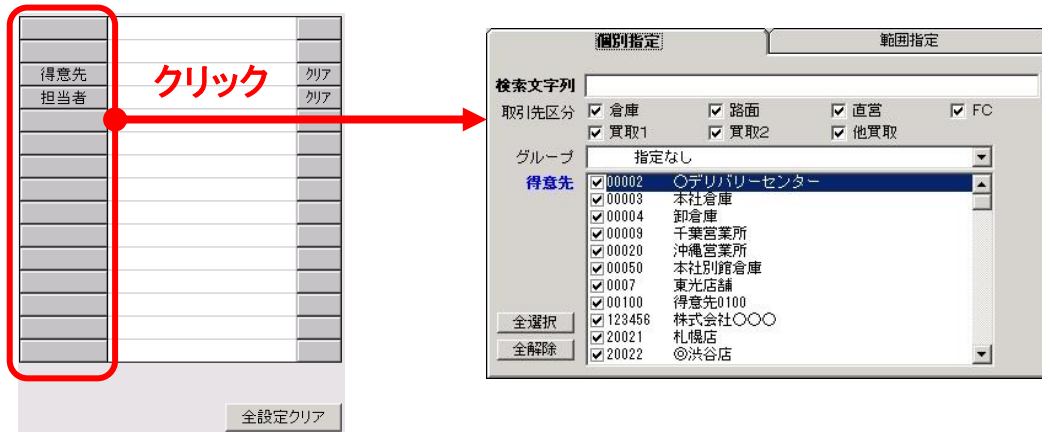 得意先
クリア
担当者
クリア
クリック
全設定クリア
個別指定
範囲指定
検索文字列
取引先区分
倉庫
路面
直営
FC
買取1
買取2
他買取
グループ
指定なし
得意先
00002 〇デリバリーセンター
00003 本社倉庫
00004 卸倉庫
00009 千葉営業所
00020 沖縄営業所
00050 本社別館倉庫
0007 東光店舗
00100 得意先0100
123456 株式会社〇〇〇
20021 札幌店
20022 ◎渋谷店
全選択
全解除